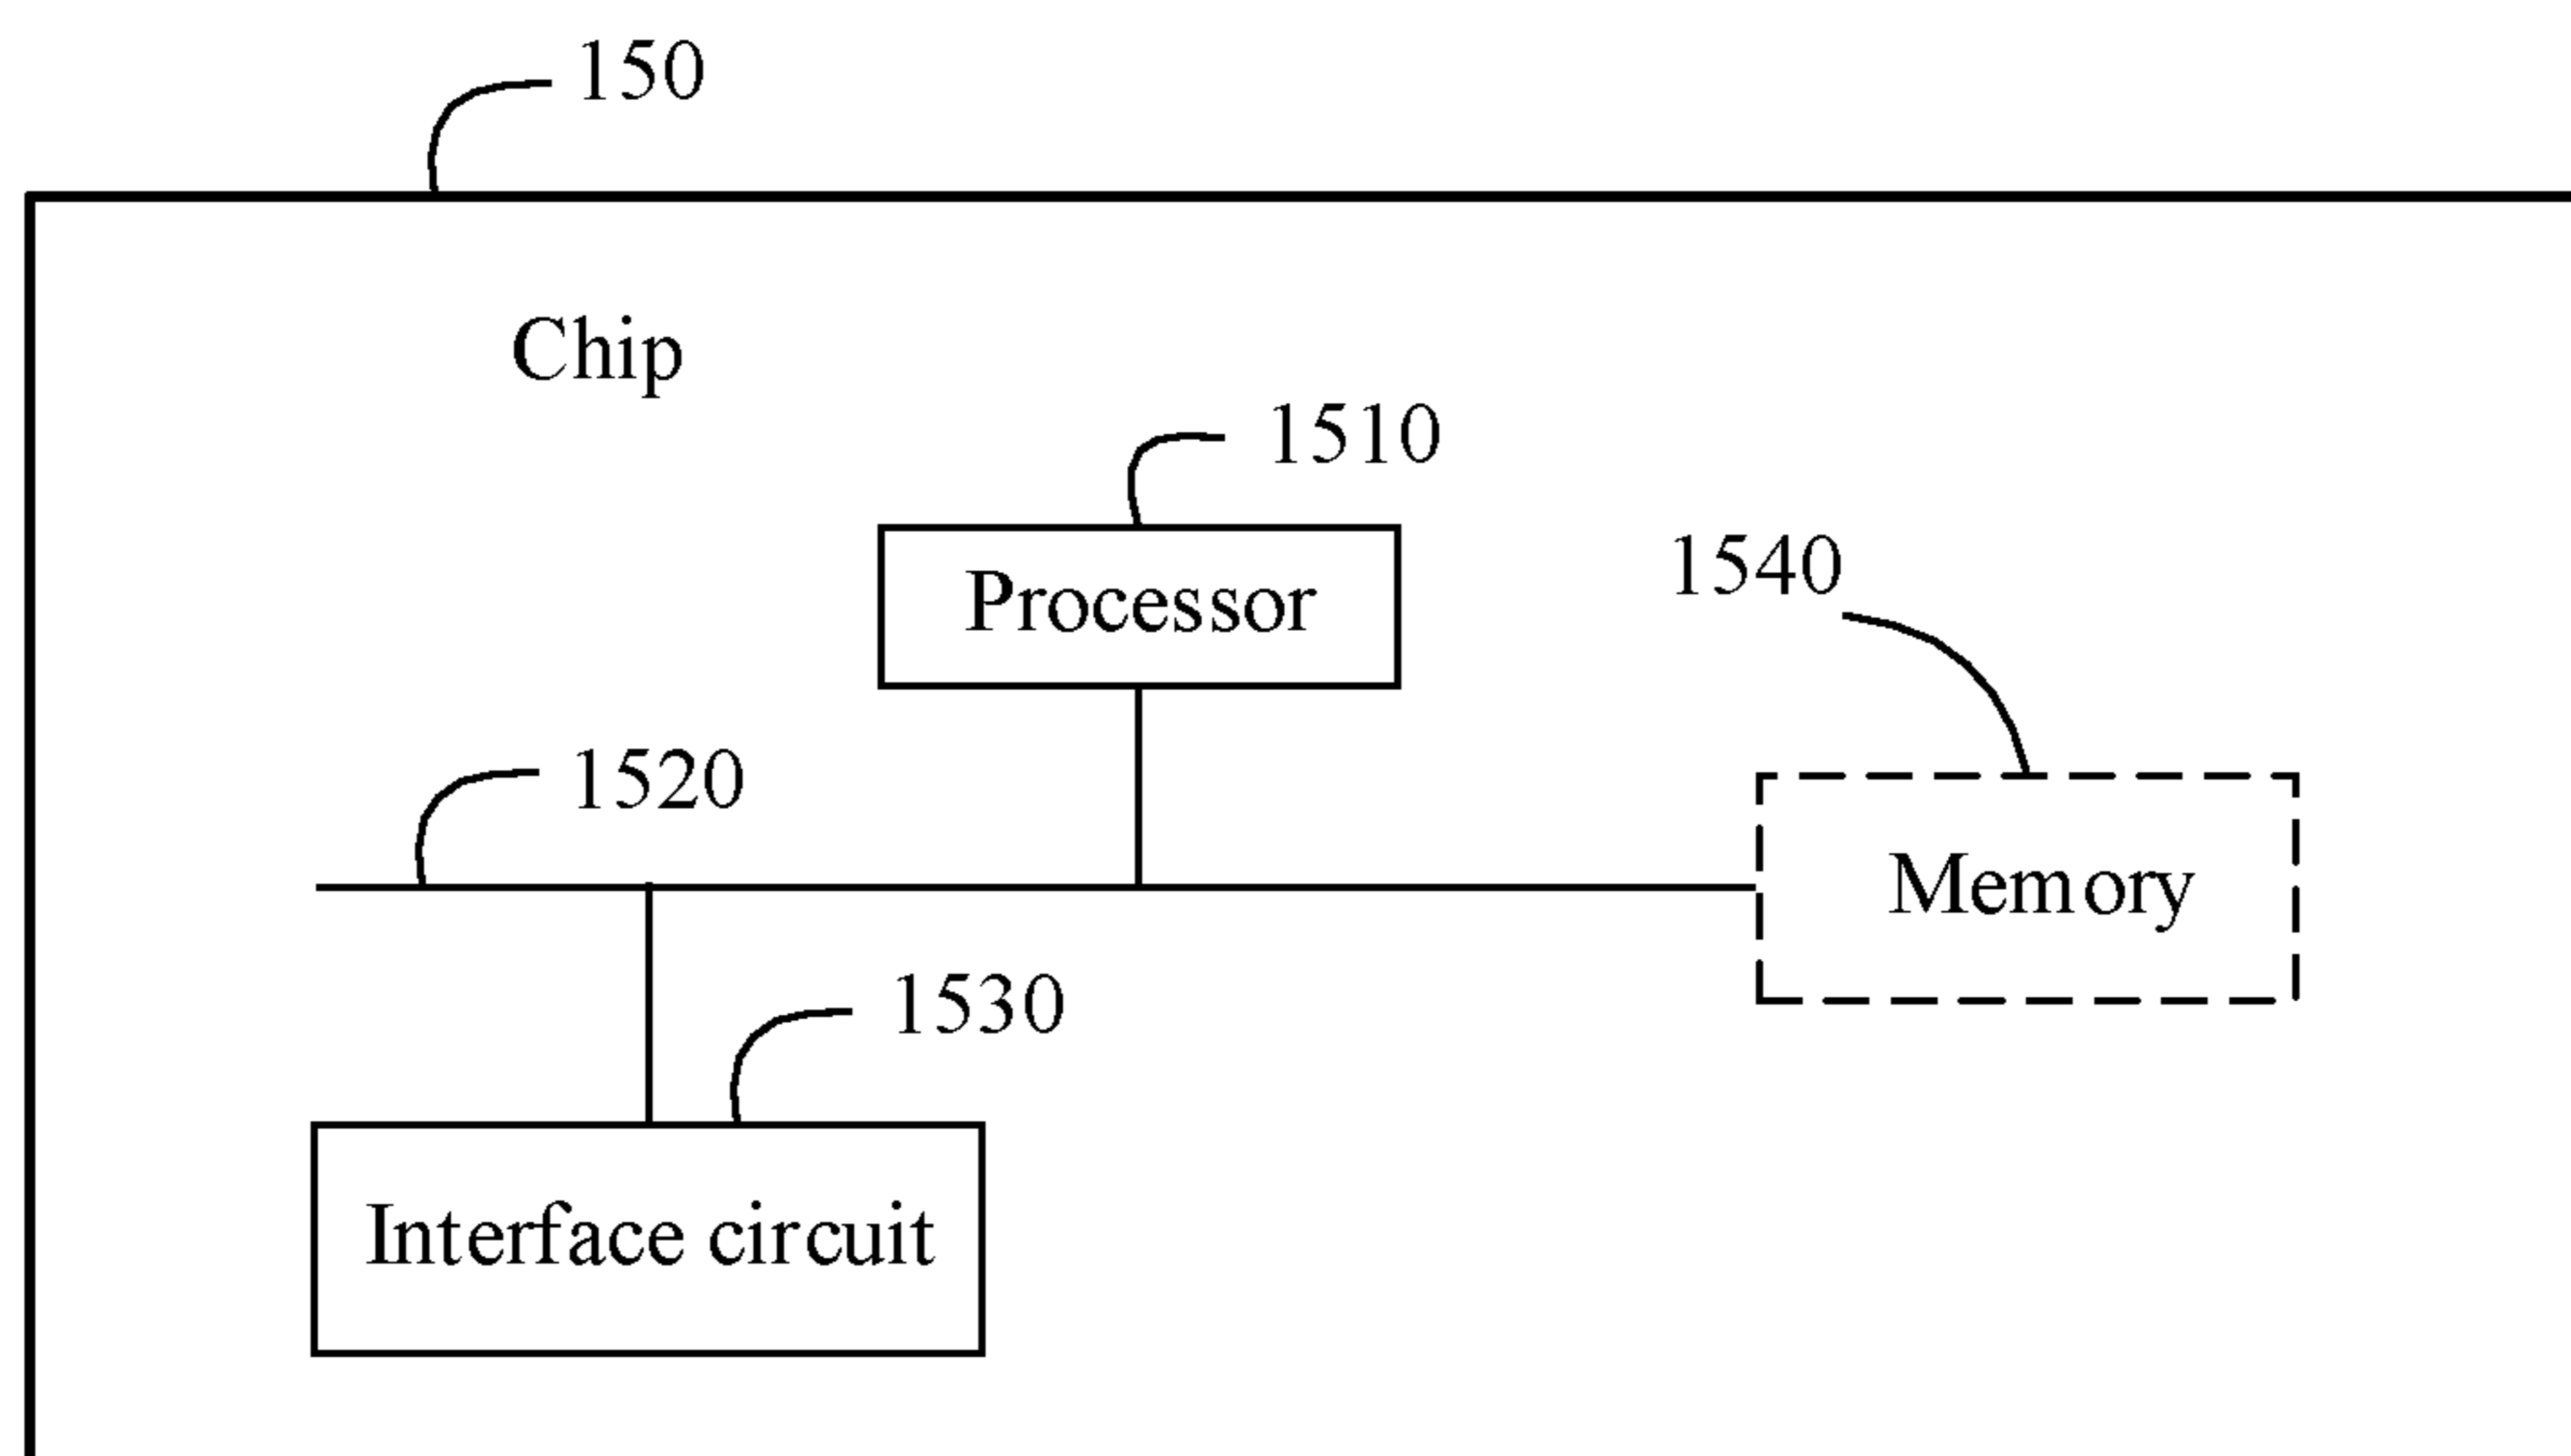 150
Chip
1510
Processor
1540
1520
Memory
1530
Interface circuit